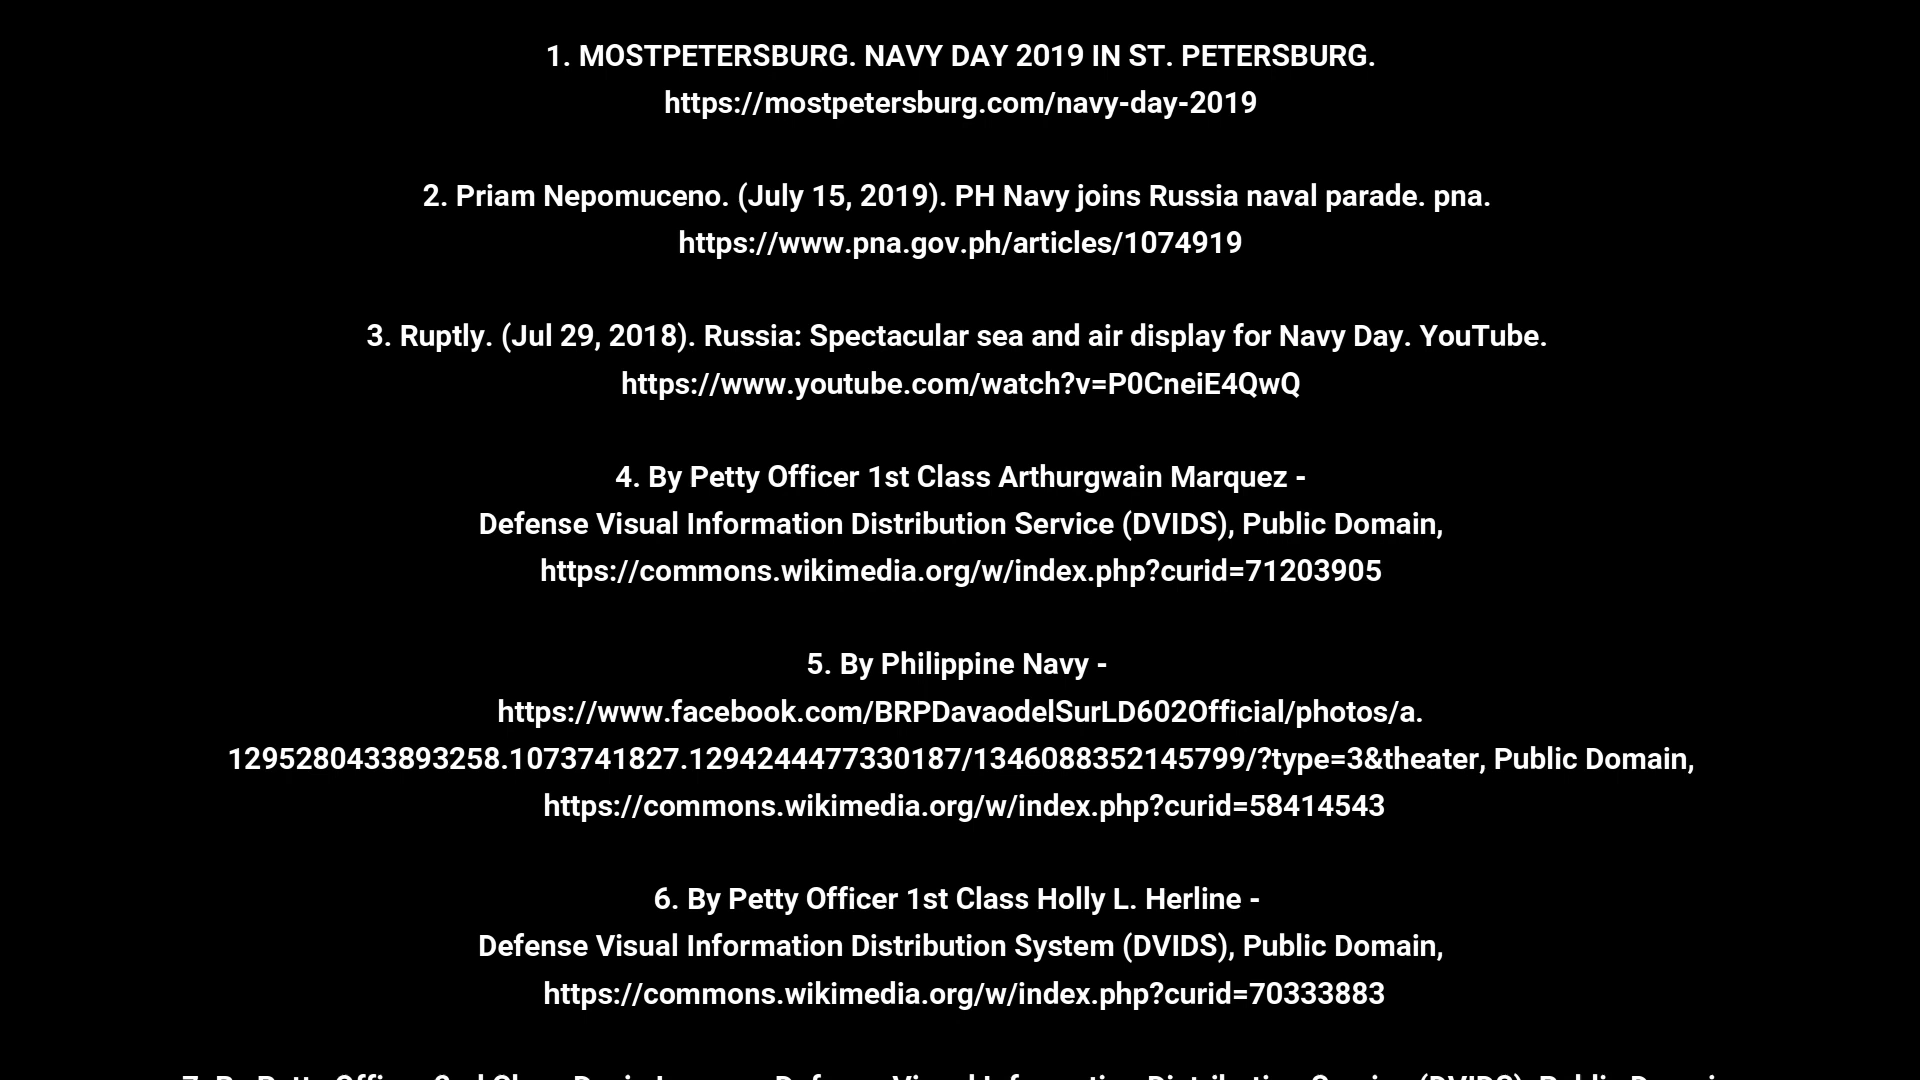 1. MOSTPETERSBURG. NAVY DAY 2019 IN ST. PETERSBURG.
https://mostpetersburg.com/navy-day-2019
2. Priam Nepomuceno. (July 15, 2019). PH Navy joins Russia naval parade. pna.
https://www.pna.gov.ph/articles/1074919
3. Ruptly. (Jul 29, 2018). Russia: Spectacular sea and air display for Navy Day. YouTube.
https://www.youtube.com/watch?v=P0CneiE4QwQ
4. By Petty Officer 1st Class Arthurgwain Marquez -
Defense Visual Information Distribution Service (DVIDS), Public Domain,
https://commons.wikimedia.org/w/index.php?curid=71203905
5. By Philippine Navy -
https://www.facebook.com/BRPDavaodelSurLD602Official/photos/a.
1295280433893258.1073741827.1294244477330187/1346088352145799/?type=3&theater, Public Domain,
https://commons.wikimedia.org/w/index.php?curid=58414543
6. By Petty Officer 1st Class Holly L. Herline -
Defense Visual Information Distribution System (DVIDS), Public Domain,
https://commons.wikimedia.org/w/index.php?curid=70333883